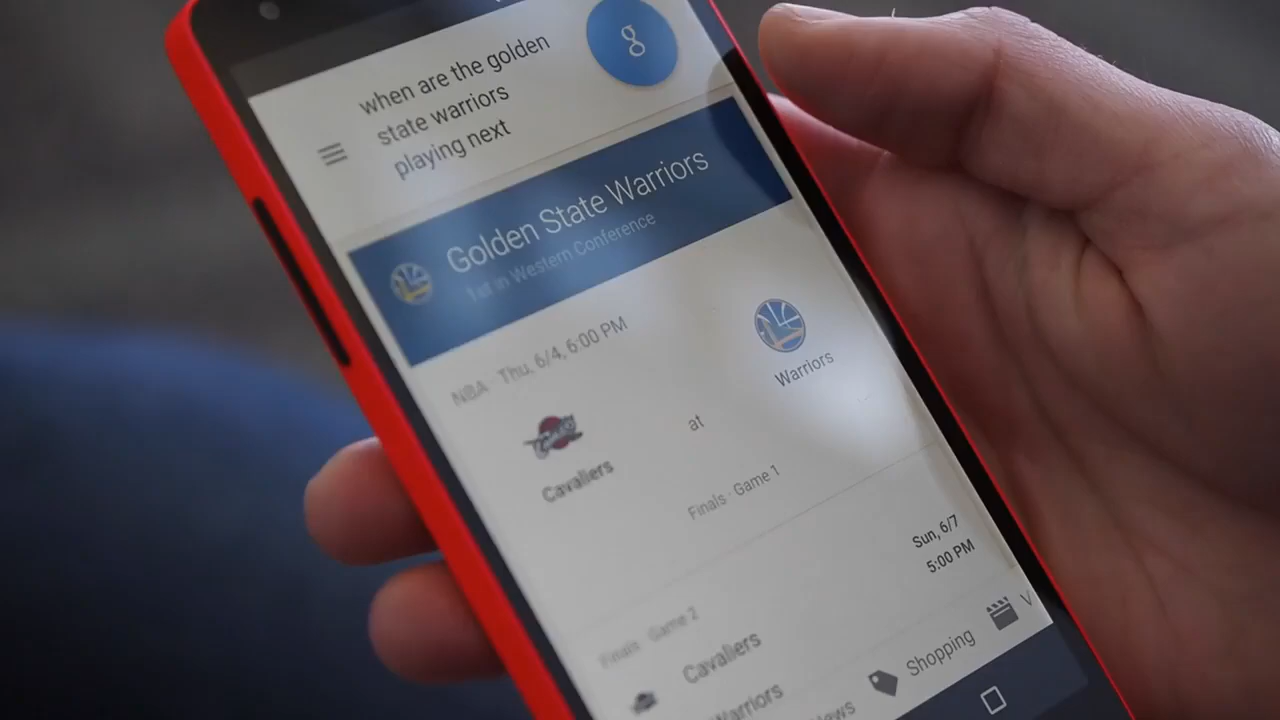 when are the golden
state warriors
playing next
g
Golden State Warriors
1st in Western Conference
NBA · Thu, 6/4, 6:00 PM
Cavaliers
at
Warriors
Finals · Game 1
Sun, 6/7
5:00 PM
Finals · Game 2
Cavaliers
Warriors
News
Shopping
V